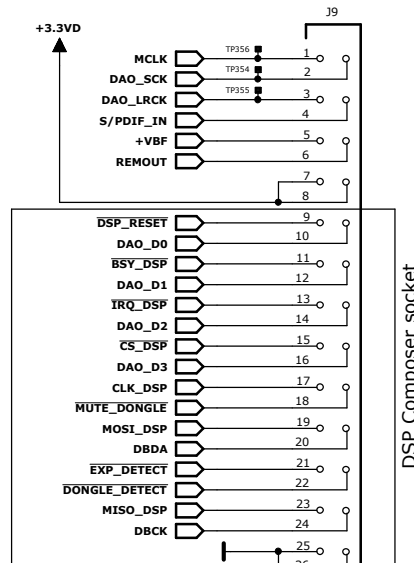 J9
+3.3VD
MCLK TP356 1
DAO_SCK TP354 2
DAO_LRCK TP355 3
S/PDIF_IN 4
+VBF 5
REMOUT 6
7
8
DSP_RESET 9
DAO_D0 10
BSY_DSP 11
DAO_D1 12
IRQ_DSP 13
DAO_D2 14
CS_DSP 15
DAO_D3 16
CLK_DSP 17
MUTE_DONGLE 18
MOSI_DSP 19
DBDA 20
EXP_DETECT 21
DONGLE_DETECT 22
MISO_DSP 23
DBCK 24
25
DSP Composer socket